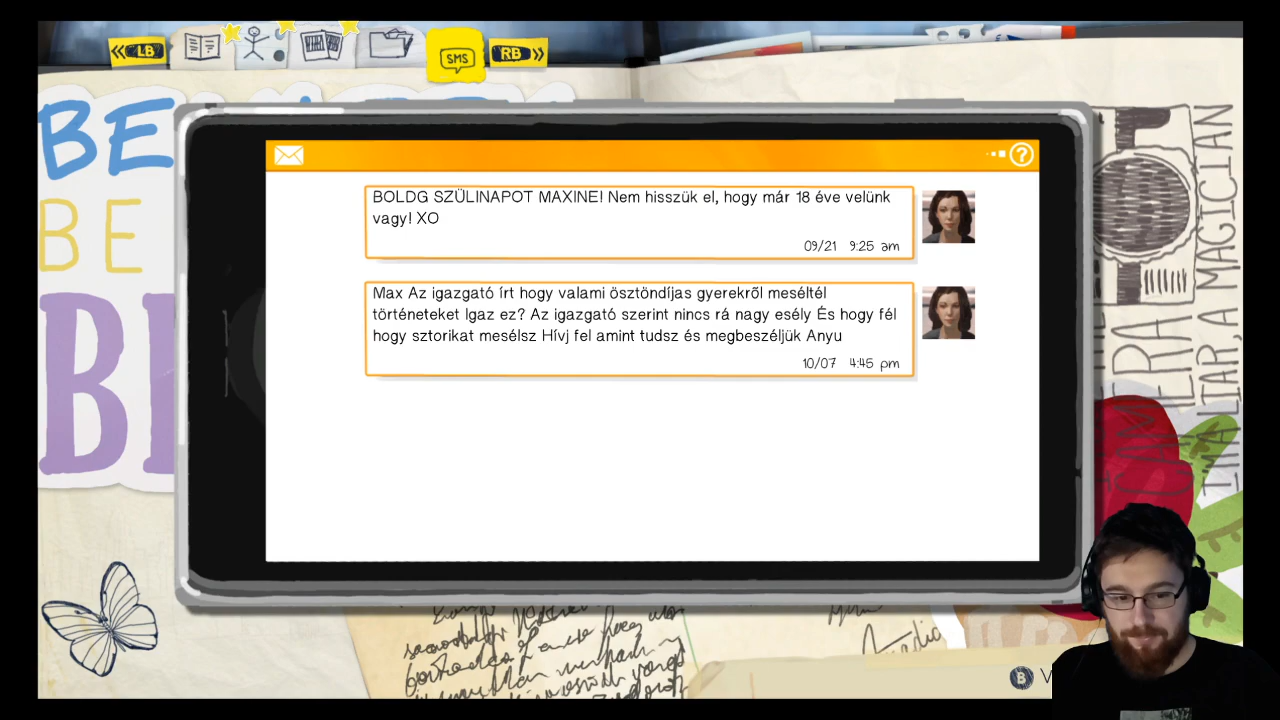 LB
SMS
RB
BE
BE
BOLDG SZÜLINAPOT MAXINE! Nem hisszük el, hogy már 18 éve velünk
vagy! XO
09/21 9:25 am
Max Az igazgató írt hogy valami ösztöndíjas gyerekről meséltél
történeteket Igaz ez? Az igazgató szerint nincs rá nagy esély És hogy fél
hogy sztorikat mesélsz Hívj fel amint tudsz és megbeszéljük Anyu
10/07 4:45 pm
CAMERA
LIAR, A MAGICIAN
B V